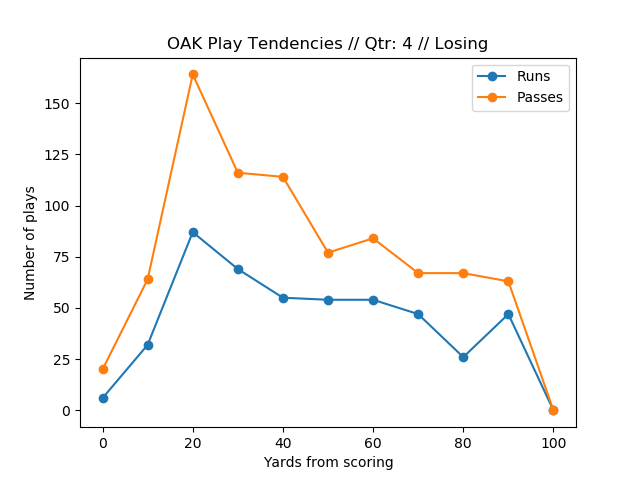 OAK Play Tendencies // Qtr: 4 // Losing
Runs
Passes
150
125
100
75
50
25
0
Number of plays
0 20 40 60 80 100
Yards from scoring